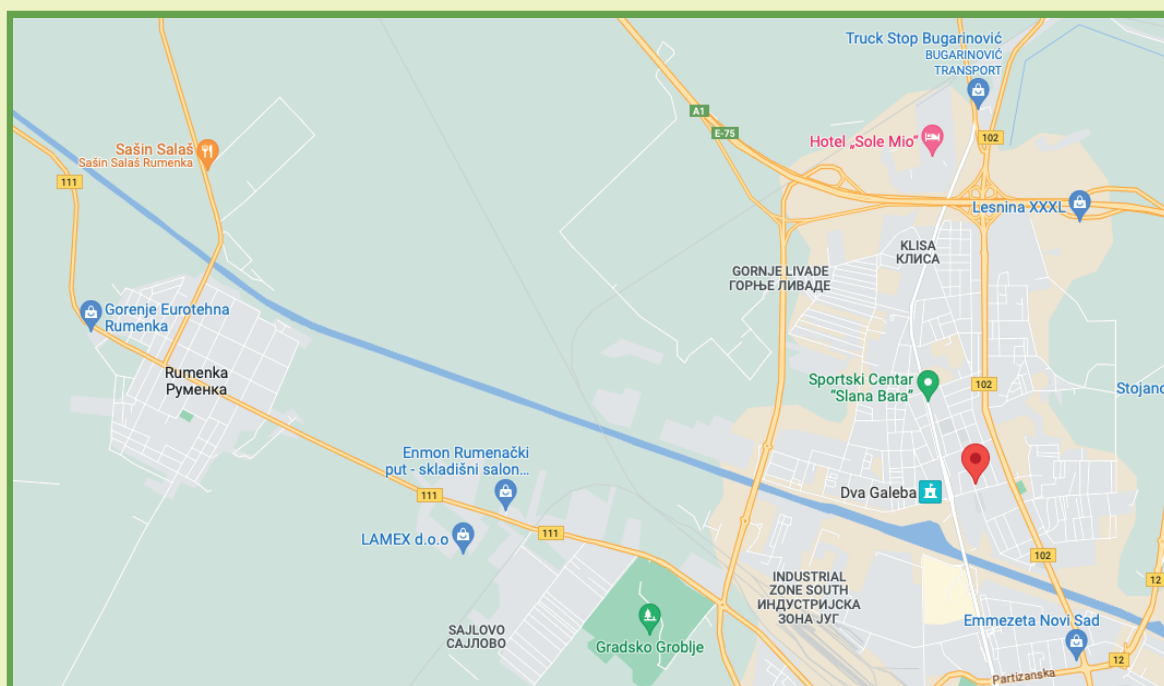 Truck Stop Bugarinović
BUGARINOVIĆ
TRANSPORT
A1
E-75
102
Hotel „Sole Mio“
Sašin Salaš
Sašin Salaš Rumenka
111
Lesnina XXXL
KLISA
КЛИСА
GORNJE LIVADE
ГОРЊЕ ЛИВАДЕ
Gorenje Eurotehna
Rumenka
Rumenka
Руменка
Sportski Centar
"Slana Bara"
102
Stojano
Enmon Rumenački
put - skladišni salon...
Dva Galeba
111
LAMEX d.o.o
111
102
INDUSTRIAL
ZONE SOUTH
ИНДУСТРИЈСКА
ЗОНА ЈУГ
12
SAJLOVO
САЈЛОВО
Gradsko Groblje
Emmezeta Novi Sad
12
Partizanska